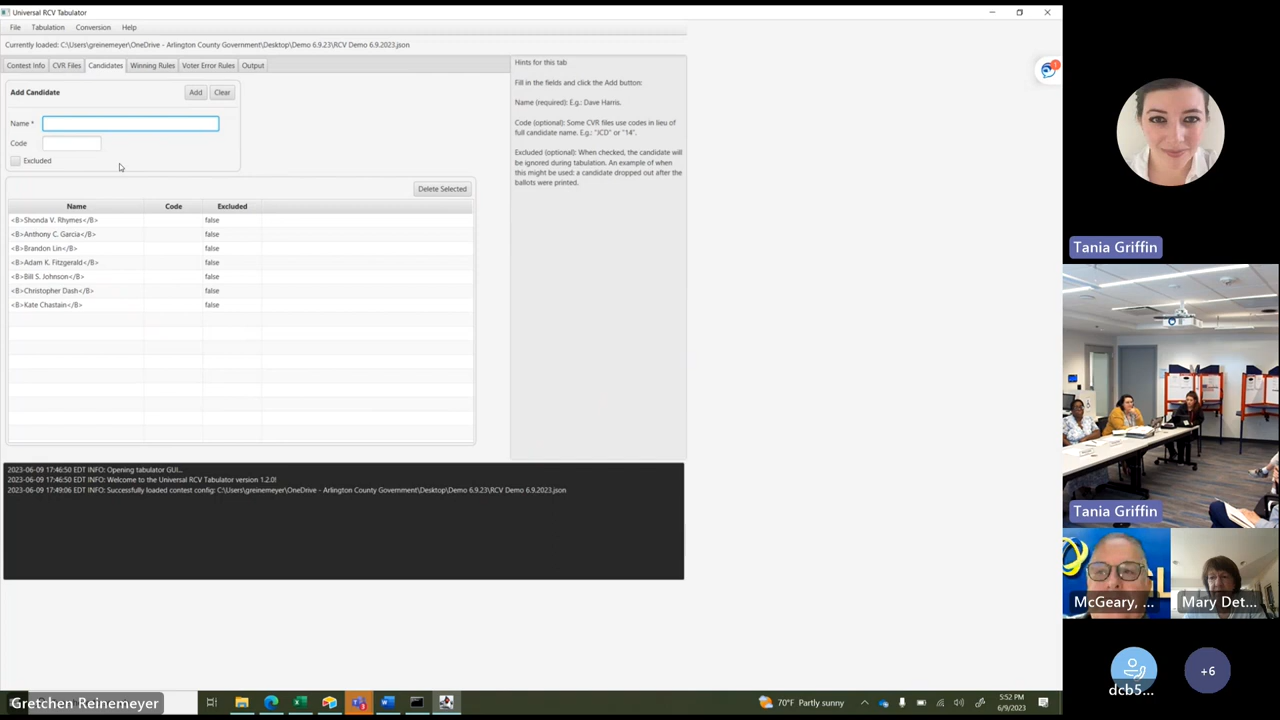 Universal RCV Tabulator
File Tabulation Conversion Help
Currently loaded: C:\Users\greinemeyer\OneDrive - Arlington County Government\Desktop\Demo 6.9.23\RCV Demo 6.9.2023.json
Contest Info CVR Files Candidates Winning Rules Voter Error Rules Output
Add Candidate Add Clear
Name *
Code
Excluded
Delete Selected
Name Code Excluded
<B>Shonda V. Rhymes</B> false
<B>Anthony C. Garcia</B> false
<B>Brandon Lin</B> false
<B>Adam K. Fitzgerald</B> false
<B>Bill S. Johnson</B> false
<B>Christopher Dash</B> false
<B>Kate Chastain</B> false
Hints for this tab
Fill in the fields and click the Add button:
Name (required): E.g.: Dave Harris.
Code (optional): Some CVR files use codes in lieu of
full candidate name. E.g.: "JCD" or "14".
Excluded (optional): When checked, the candidate will
be ignored during tabulation. An example of when
this might be used: a candidate dropped out after the
ballots were printed.
2023-06-09 17:46:50 EDT INFO: Opening tabulator GUI...
2023-06-09 17:46:50 EDT INFO: Welcome to the Universal RCV Tabulator version 1.2.0!
2023-06-09 17:49:06 EDT INFO: Successfully loaded contest config: C:\Users\greinemeyer\OneDrive - Arlington County Government\Desktop\Demo 6.9.23\RCV Demo 6.9.2023.json
1
Tania Griffin
Tania Griffin
McGeary, ...
Mary Det...
dcb5...
+6
Gretchen Reinemeyer
70°F Partly sunny
5:52 PM
6/9/2023